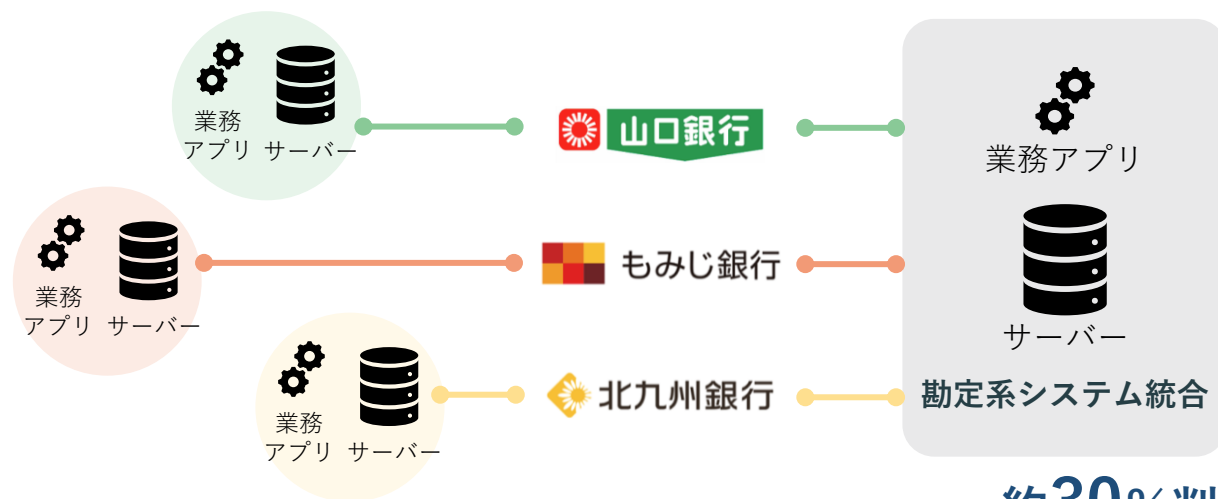 業務
アプリ
サーバー
山口銀行
業務アプリ
業務
アプリ
サーバー
もみじ銀行
サーバー
業務
アプリ
サーバー
北九州銀行
勘定系システム統合
約30%